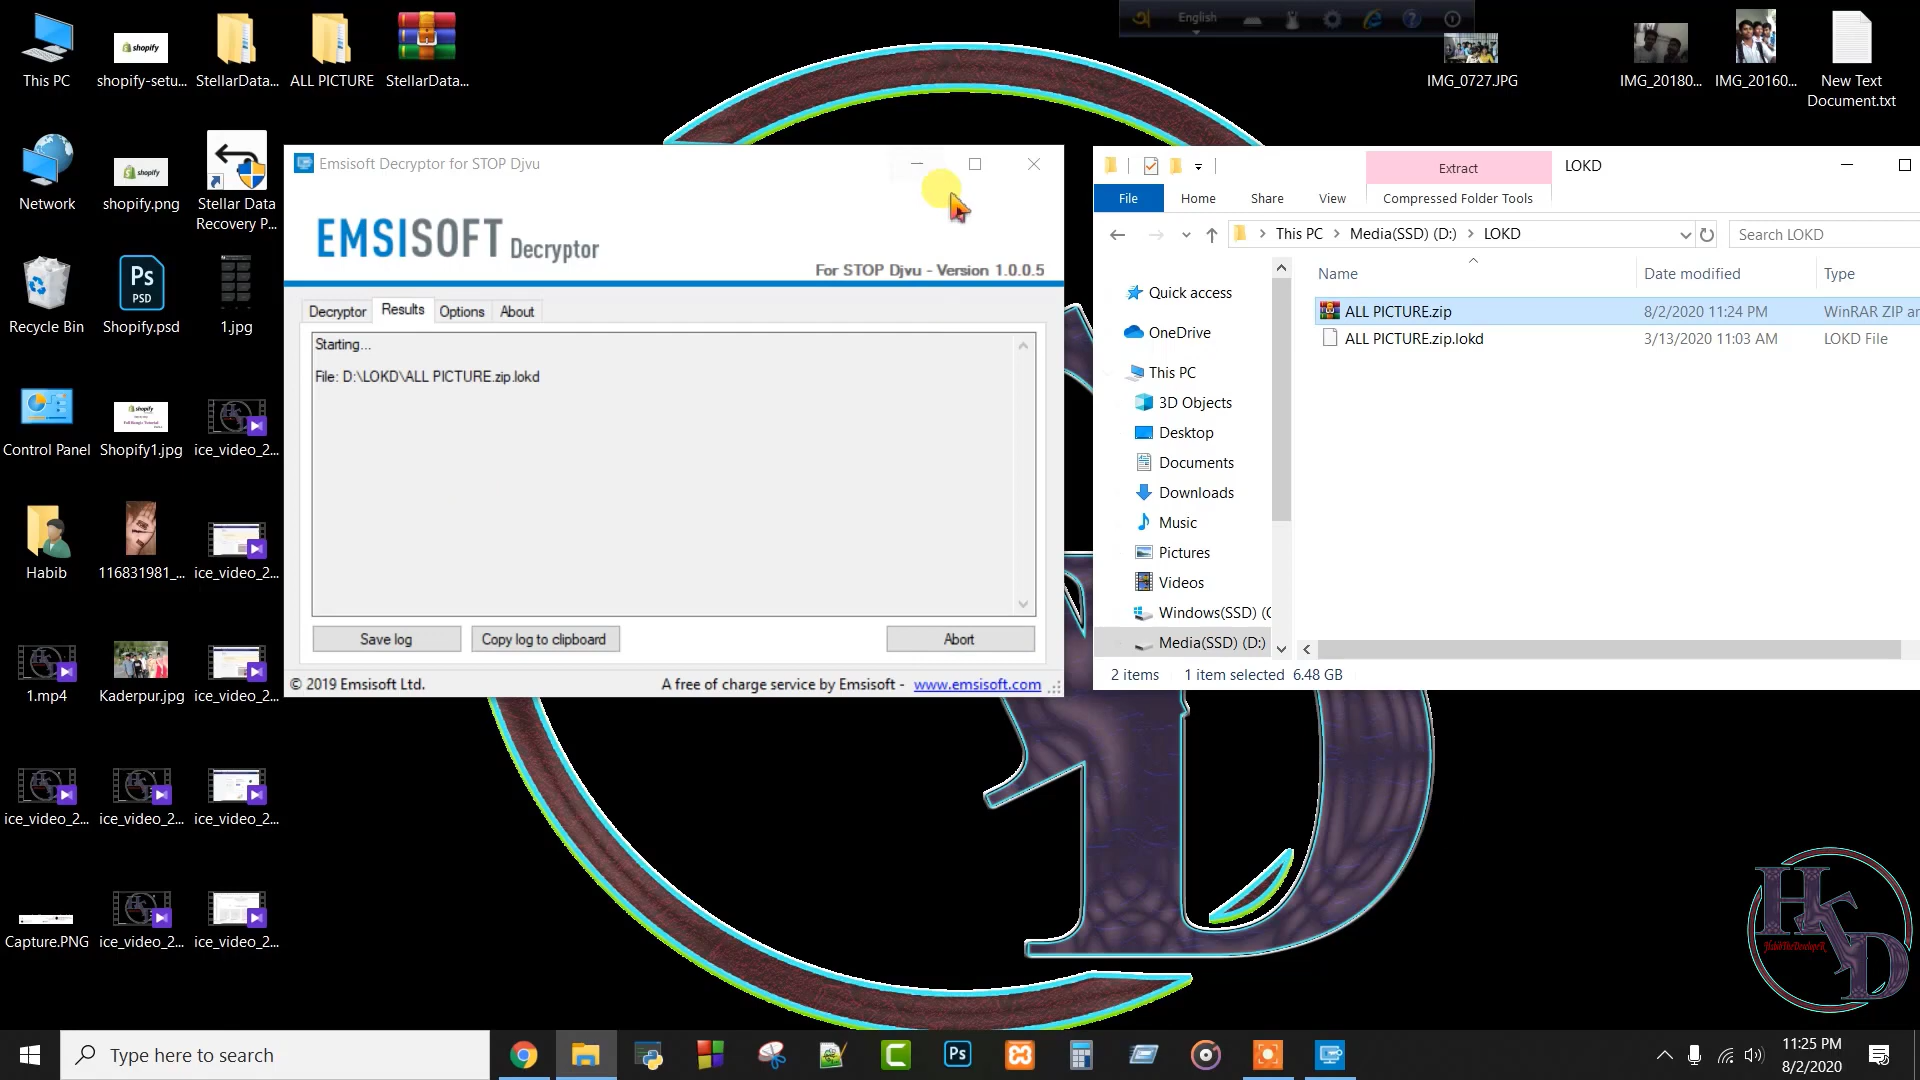 This PC
shopify-setu...
StellarData...
ALL PICTURE
StellarData...
English
IMG_0727.JPG
IMG_20180...
IMG_20160...
New Text
Document.txt
Network
shopify.png
Stellar Data
Recovery P...
Recycle Bin
Shopify.psd
1.jpg
Control Panel
Shopify1.jpg
ice_video_2...
Habib
116831981_...
ice_video_2...
1.mp4
Kaderpur.jpg
ice_video_2...
ice_video_2...
ice_video_2...
ice_video_2...
Capture.PNG
ice_video_2...
ice_video_2...
shopify
shopify
Ps
PSD
shopify
Emsisoft Decryptor for STOP Djvu
EMSISOFT Decryptor
For STOP Djvu - Version 1.0.0.5
Decryptor
Results
Options
About
Starting...
File: D:\LOKD\ALL PICTURE.zip.lokd
Save log
Copy log to clipboard
Abort
© 2019 Emsisoft Ltd.
A free of charge service by Emsisoft - www.emsisoft.com
Extract
LOKD
File
Home
Share
View
Compressed Folder Tools
This PC
Media(SSD) (D:)
LOKD
Search LOKD
Name
Date modified
Type
ALL PICTURE.zip
8/2/2020 11:24 PM
WinRAR ZIP ar
ALL PICTURE.zip.lokd
3/13/2020 11:03 AM
LOKD File
Quick access
OneDrive
This PC
3D Objects
Desktop
Documents
Downloads
Music
Pictures
Videos
Windows(SSD) (C
Media(SSD) (D:)
2 items
1 item selected 6.48 GB
HabibTheDevelopeR
Type here to search
Ps
11:25 PM
8/2/2020